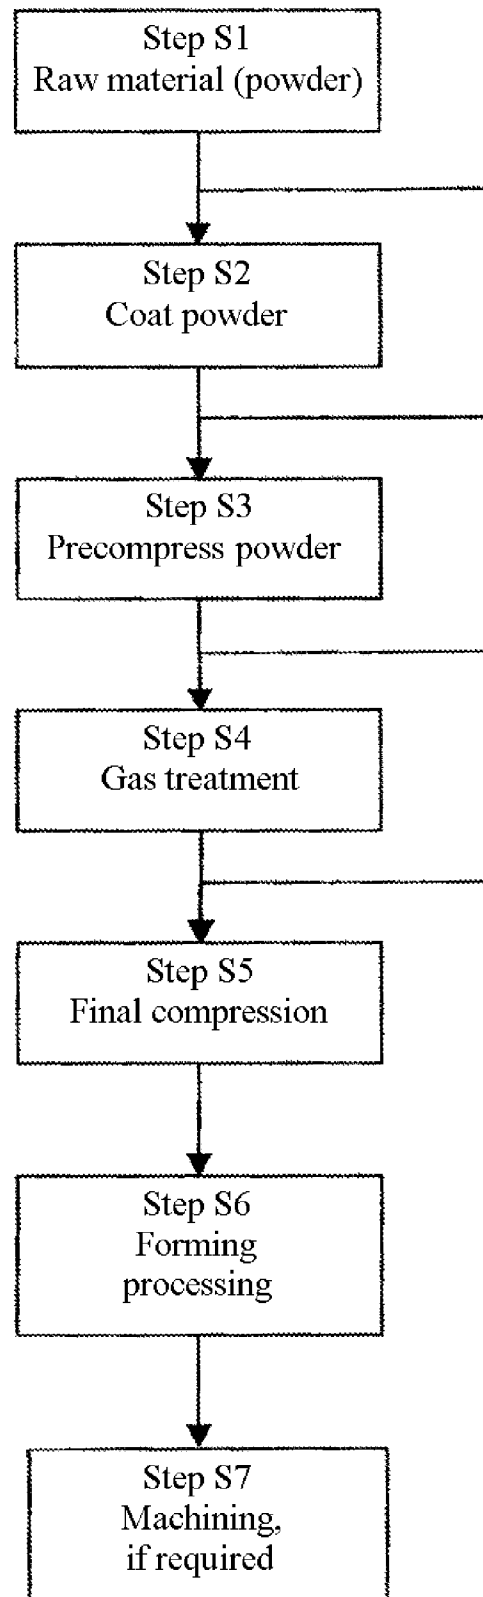 Step S1
Raw material (powder)
Step S2
Coat powder
Step S3
Precompress powder
Step S4
Gas treatment
Step S5
Final compression
Step S6
Forming
processing
Step S7
Machining,
if required